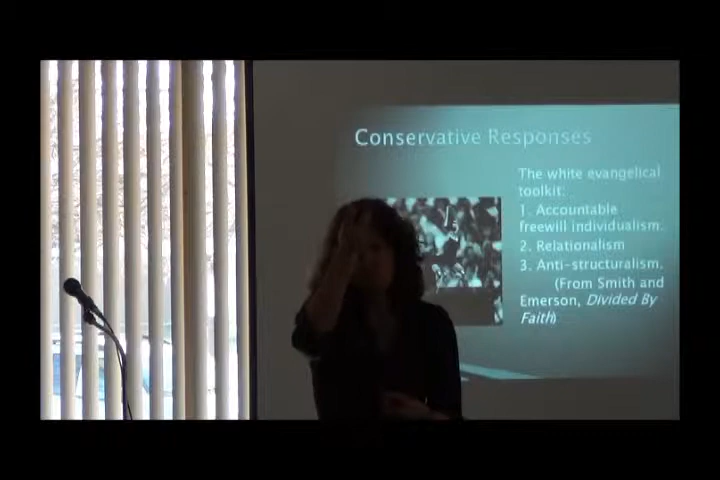 Conservative Responses
The white evangelical
toolkit:
1. Accountable
freewill individualism.
2. Relationalism
3. Anti-structuralism.
(From Smith and
Emerson, Divided By
Faith)